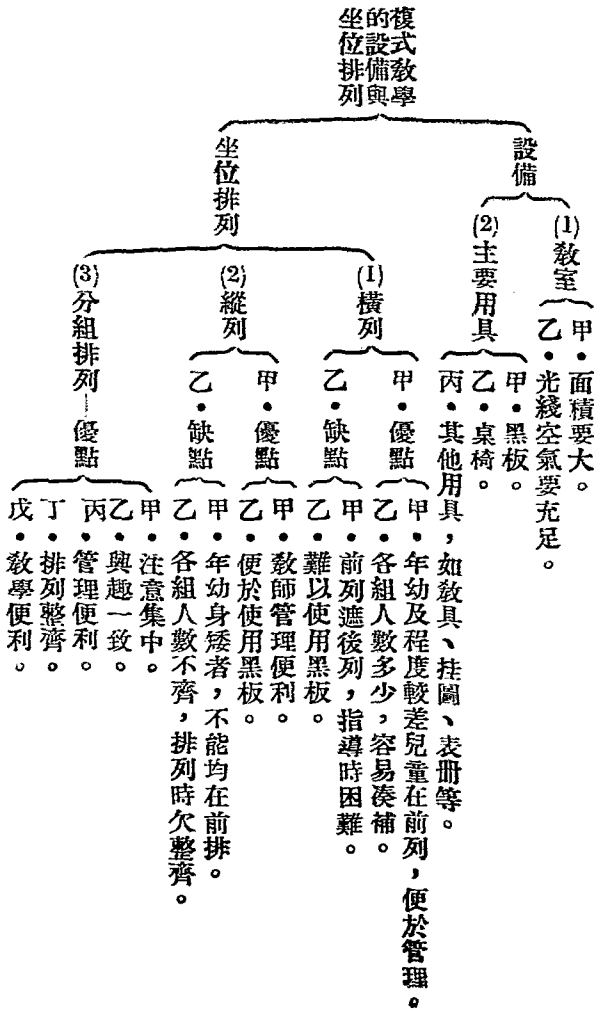 複式教學
的設備與
坐位排列
設備
(1)教室
甲・面積要大。
乙・光綫空氣要充足。
(2)主要用具
甲・黑板。
乙・桌椅。
丙・其他用具，如教具、挂圖、表册等。
坐位排列
(1)橫列
甲・優點
甲・年幼及程度較差兒童在前列，便於管理。
乙・各組人數多少，容易凑補。
乙・缺點
甲・前列遮後列，指導時困難。
乙・難以使用黑板。
(2)縱列
甲・優點
甲・教師管理便利。
乙・便於使用黑板。
乙・缺點
甲・年幼身矮者，不能均在前排。
乙・各組人數不齊，排列時欠整齊。
(3)分組排列—優點
甲・注意集中。
乙・興趣一致。
丙・管理便利。
丁・排列整齊。
戊・教學便利。